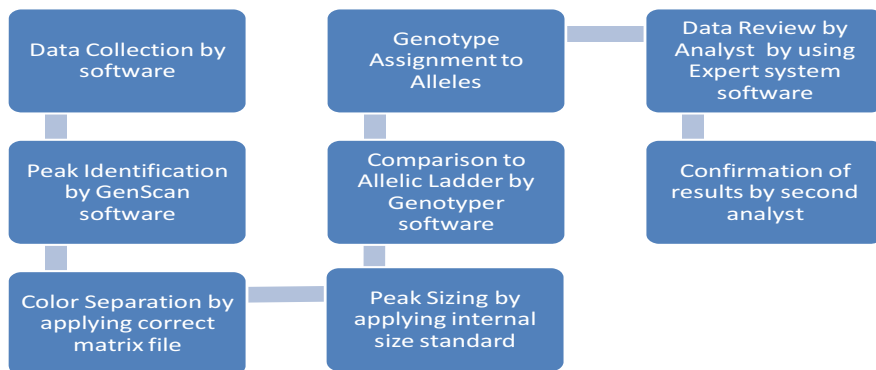 Data Collection by
software
Peak Identification
by GenScan
software
Color Separation by
applying correct
matrix file
Peak Sizing by
applying internal
size standard
Comparison to
Allelic Ladder by
Genotyper
software
Genotype
Assignment to
Alleles
Data Review by
Analyst by using
Expert system
software
Confirmation of
results by second
analyst